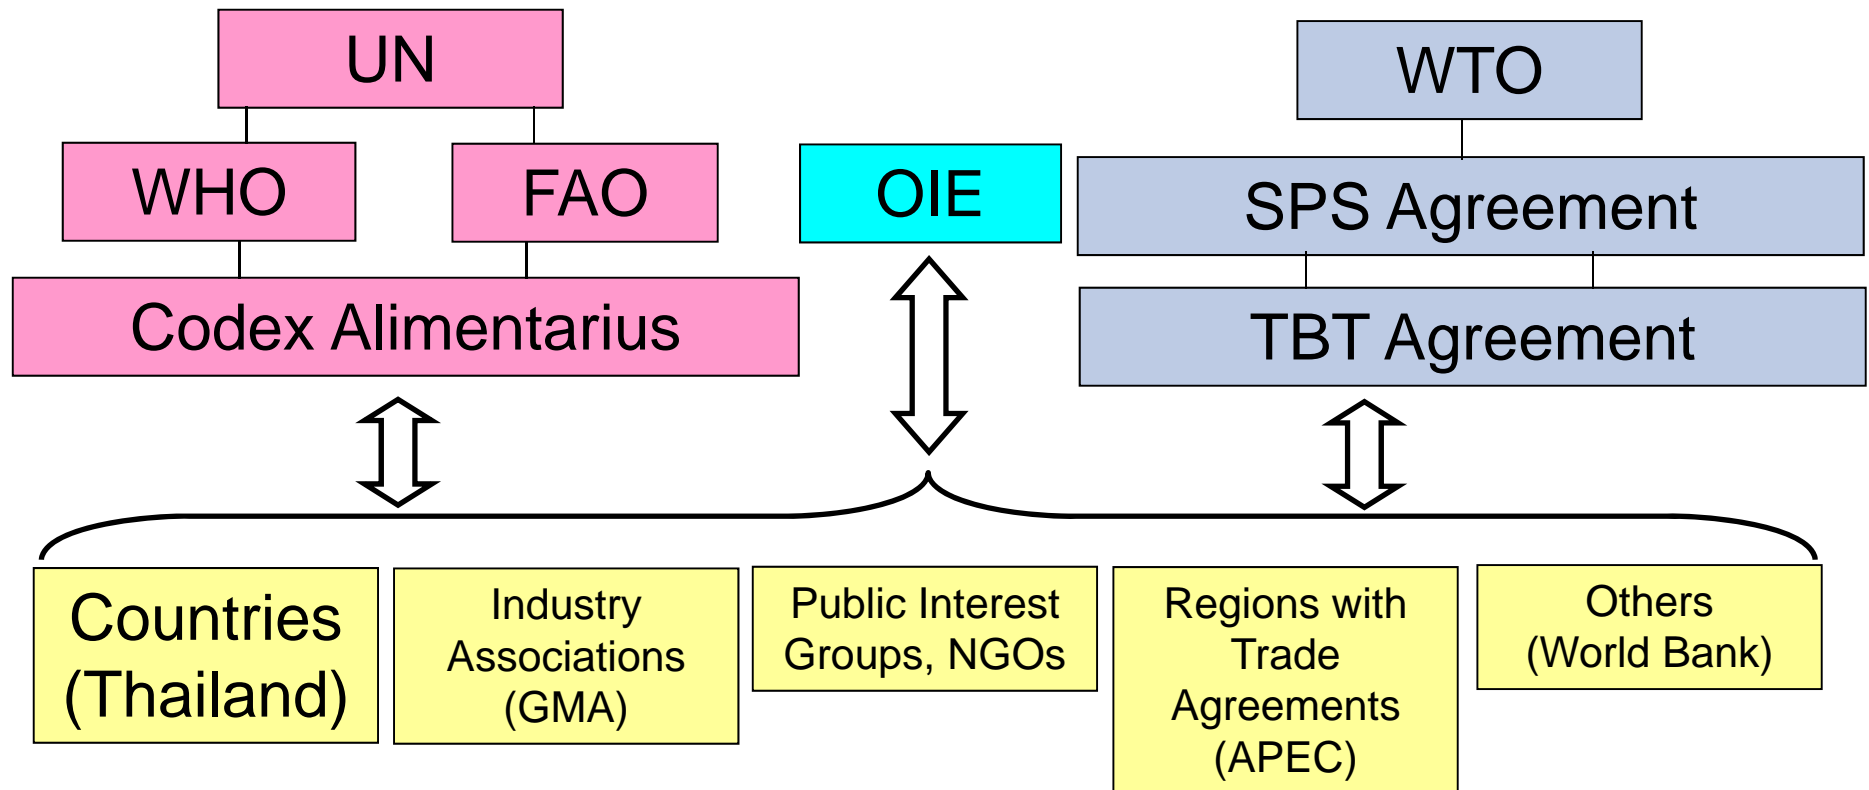 UN
WTO
WHO
FAO
OIE
SPS Agreement
Codex Alimentarius
TBT Agreement
Countries
(Thailand)
Industry
Associations
(GMA)
Public Interest
Groups, NGOs
Regions with
Trade
Agreements
(APEC)
Others
(World Bank)